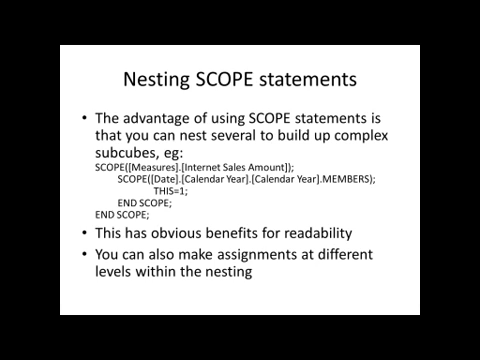 Nesting SCOPE statements
• The advantage of using SCOPE statements is
that you can nest several to build up complex
subcubes, eg:
SCOPE([Measures].[Internet Sales Amount]);
SCOPE([Date].[Calendar Year].[Calendar Year].MEMBERS);
THIS=1;
END SCOPE;
END SCOPE;
• This has obvious benefits for readability
• You can also make assignments at different
levels within the nesting